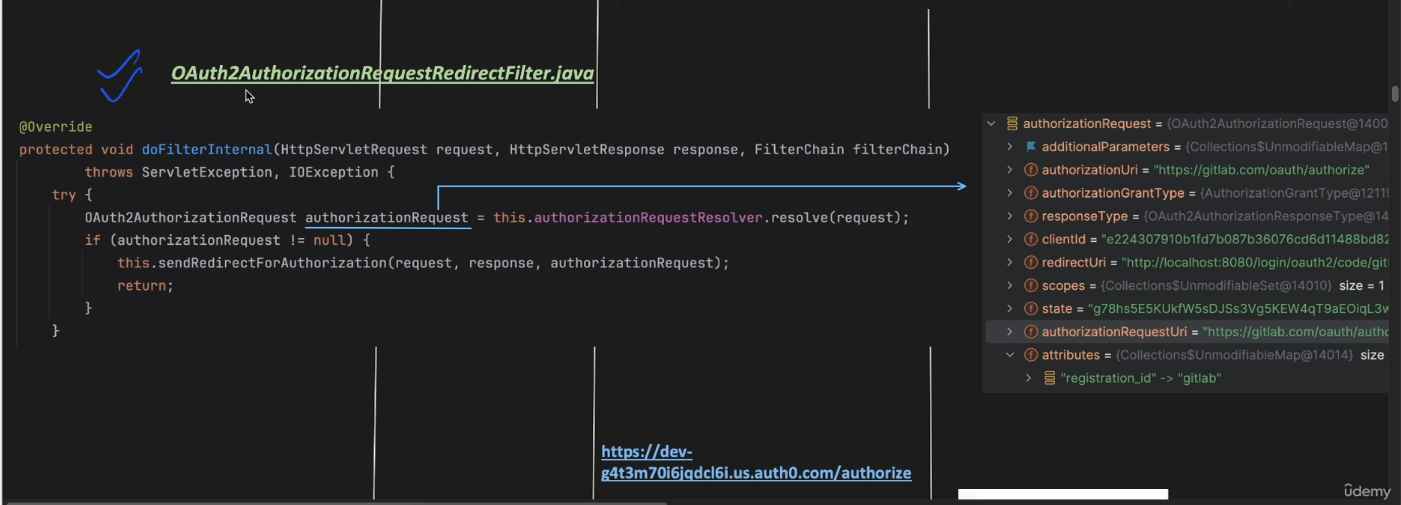 OAuth2AuthorizationRequestRedirectFilter.java
@Override
protected void doFilterInternal(HttpServletRequest request, HttpServletResponse response, FilterChain filterChain)
throws ServletException, IOException {
try {
OAuth2AuthorizationRequest authorizationRequest = this.authorizationRequestResolver.resolve(request);
if (authorizationRequest != null) {
this.sendRedirectForAuthorization(request, response, authorizationRequest);
return;
}
}
authorizationRequest = {OAuth2AuthorizationRequest@1400
additionalParameters = {Collections$UnmodifiableMap@1
authorizationUri = "https://gitlab.com/oauth/authorize"
authorizationGrantType = {AuthorizationGrantType@12119
responseType = {OAuth2AuthorizationResponseType@14
clientId = "e224307910b1fd7b087b36076cd6d11488bd82
redirectUri = "http://localhost:8080/login/oauth2/code/gitl
scopes = {Collections$UnmodifiableSet@14010} size = 1
state = "g78hs5E5KUkfW5sDJSs3Vg5KEW4qT9aEOiqL3w
authorizationRequestUri = "https://gitlab.com/oauth/autho
attributes = {Collections$UnmodifiableMap@14014} size
"registration_id" -> "gitlab"
https://dev-
g4t3m70i6jqdcl6i.us.auth0.com/authorize
ûdemy